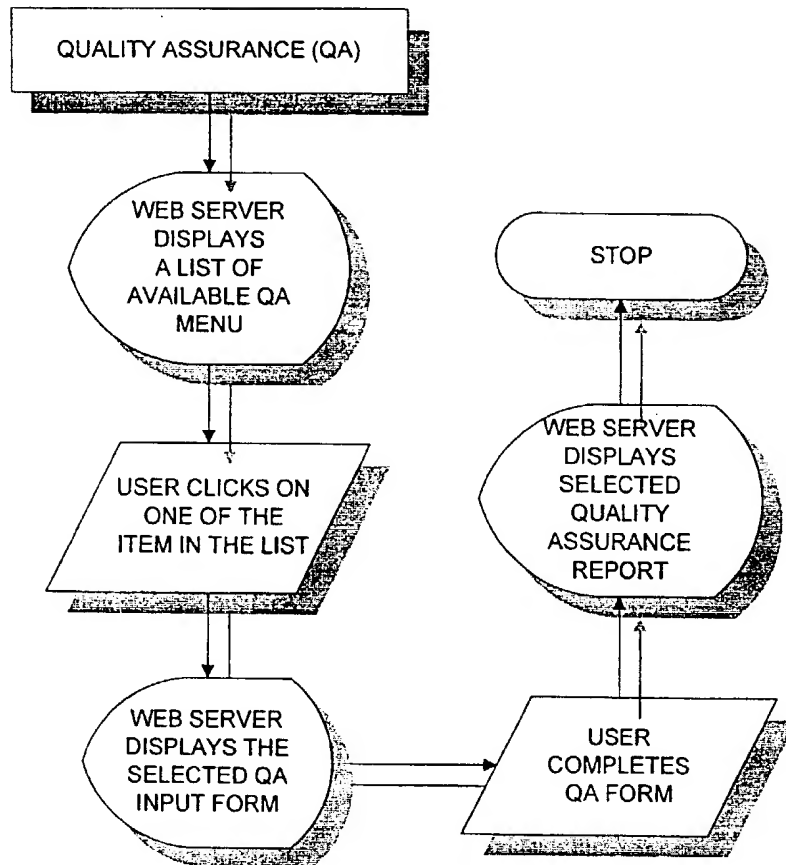 QUALITY ASSURANCE (QA)
WEB SERVER
DISPLAYS
A LIST OF
AVAILABLE QA
MENU
USER CLICKS ON
ONE OF THE
ITEM IN THE LIST
WEB SERVER
DISPLAYS THE
SELECTED QA
INPUT FORM
USER
COMPLETES
QA FORM
WEB SERVER
DISPLAYS
SELECTED
QUALITY
ASSURANCE
REPORT
STOP